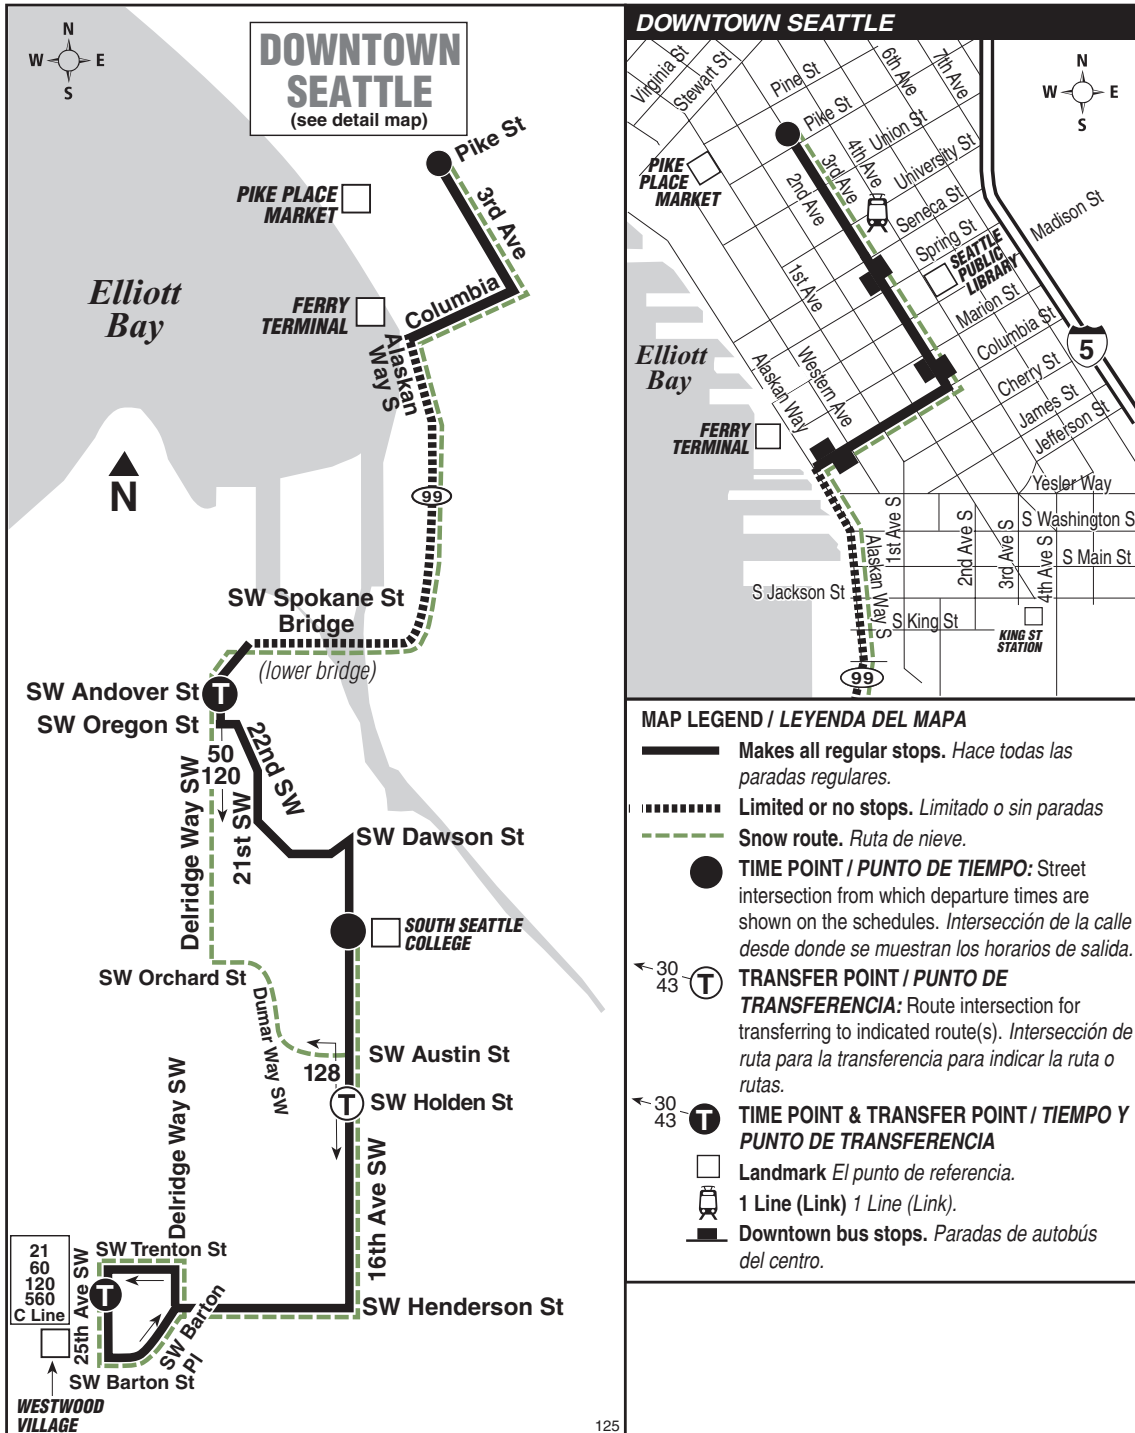 N
W E
S
DOWNTOWN
SEATTLE
(see detail map)
Pike St
PIKE PLACE
MARKET
3rd Ave
Elliott
Bay
FERRY
TERMINAL
Columbia
Alaskan
Way S
N
99
SW Spokane St
Bridge
(lower bridge)
SW Andover St
T
SW Oregon St
50
120
22nd SW
21st SW
Delridge Way SW
SW Dawson St
SOUTH SEATTLE
COLLEGE
SW Orchard St
Dumar Way SW
SW Austin St
128
T
SW Holden St
Delridge Way SW
16th Ave SW
21
60
120
560
C Line
SW Trenton St
T
25th Ave SW
SW Henderson St
SW Barton
Pl
SW Barton St
WESTWOOD
VILLAGE
125
DOWNTOWN SEATTLE
N
W E
S
Virginia St
Stewart St
Pine St
6th Ave
7th Ave
Pike St
Union St
4th Ave
3rd Ave
University St
PIKE
PLACE
MARKET
2nd Ave
Seneca St
Madison St
Spring St
SEATTLE
PUBLIC
LIBRARY
1st Ave
Marion St
Columbia St
5
Elliott
Bay
Western Ave
Alaskan Way
Cherry St
James St
Jefferson St
FERRY
TERMINAL
Yesler Way
1st Ave S
S Washington S
2nd Ave S
3rd Ave S
4th Ave S
S Main St
Alaskan Way S
S Jackson St
S King St
KING ST
STATION
99
MAP LEGEND / LEYENDA DEL MAPA
Makes all regular stops. Hace todas las
paradas regulares.
Limited or no stops. Limitado o sin paradas
Snow route. Ruta de nieve.
TIME POINT / PUNTO DE TIEMPO: Street
intersection from which departure times are
shown on the schedules. Intersección de la calle
desde donde se muestran los horarios de salida.
30
43
T
TRANSFER POINT / PUNTO DE
TRANSFERENCIA: Route intersection for
transferring to indicated route(s). Intersección de
ruta para la transferencia para indicar la ruta o
rutas.
30
43
T
TIME POINT & TRANSFER POINT / TIEMPO Y
PUNTO DE TRANSFERENCIA
Landmark El punto de referencia.
1 Line (Link) 1 Line (Link).
Downtown bus stops. Paradas de autobús
del centro.